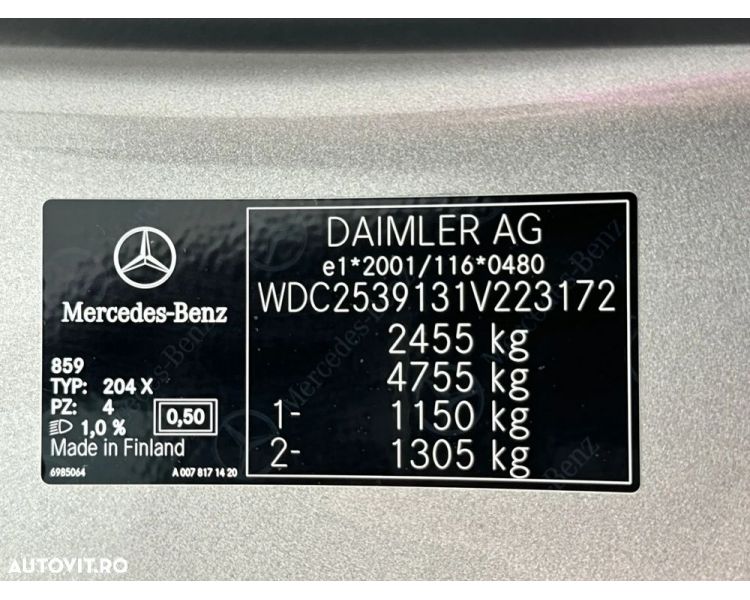 Mercedes-Benz
859
TYP: 204 X
PZ: 4
1,0 %
0,50
Made in Finland
6985064 A 007 817 14 20
DAIMLER AG
e1*2001/116*0480
WDC2539131V223172
2455 kg
4755 kg
1- 1150 kg
2- 1305 kg
AUTOVIT.RO